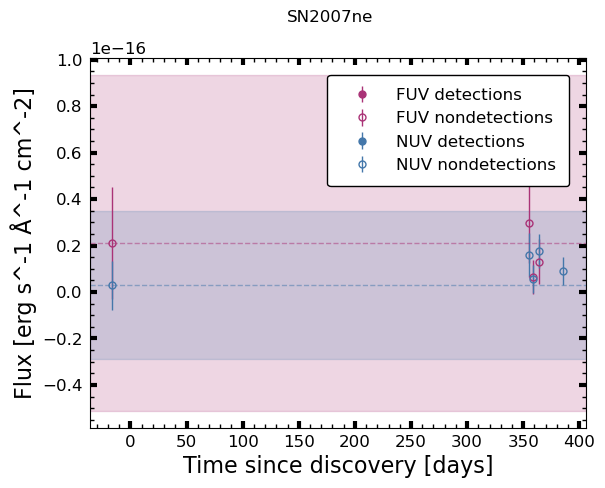 SN2007ne
1e−16
1.0
0.8
0.6
0.4
0.2
0.0
−0.2
−0.4
Flux [erg s^-1 Å^-1 cm^-2]
FUV detections
FUV nondetections
NUV detections
NUV nondetections
0 50 100 150 200 250 300 350 400
Time since discovery [days]